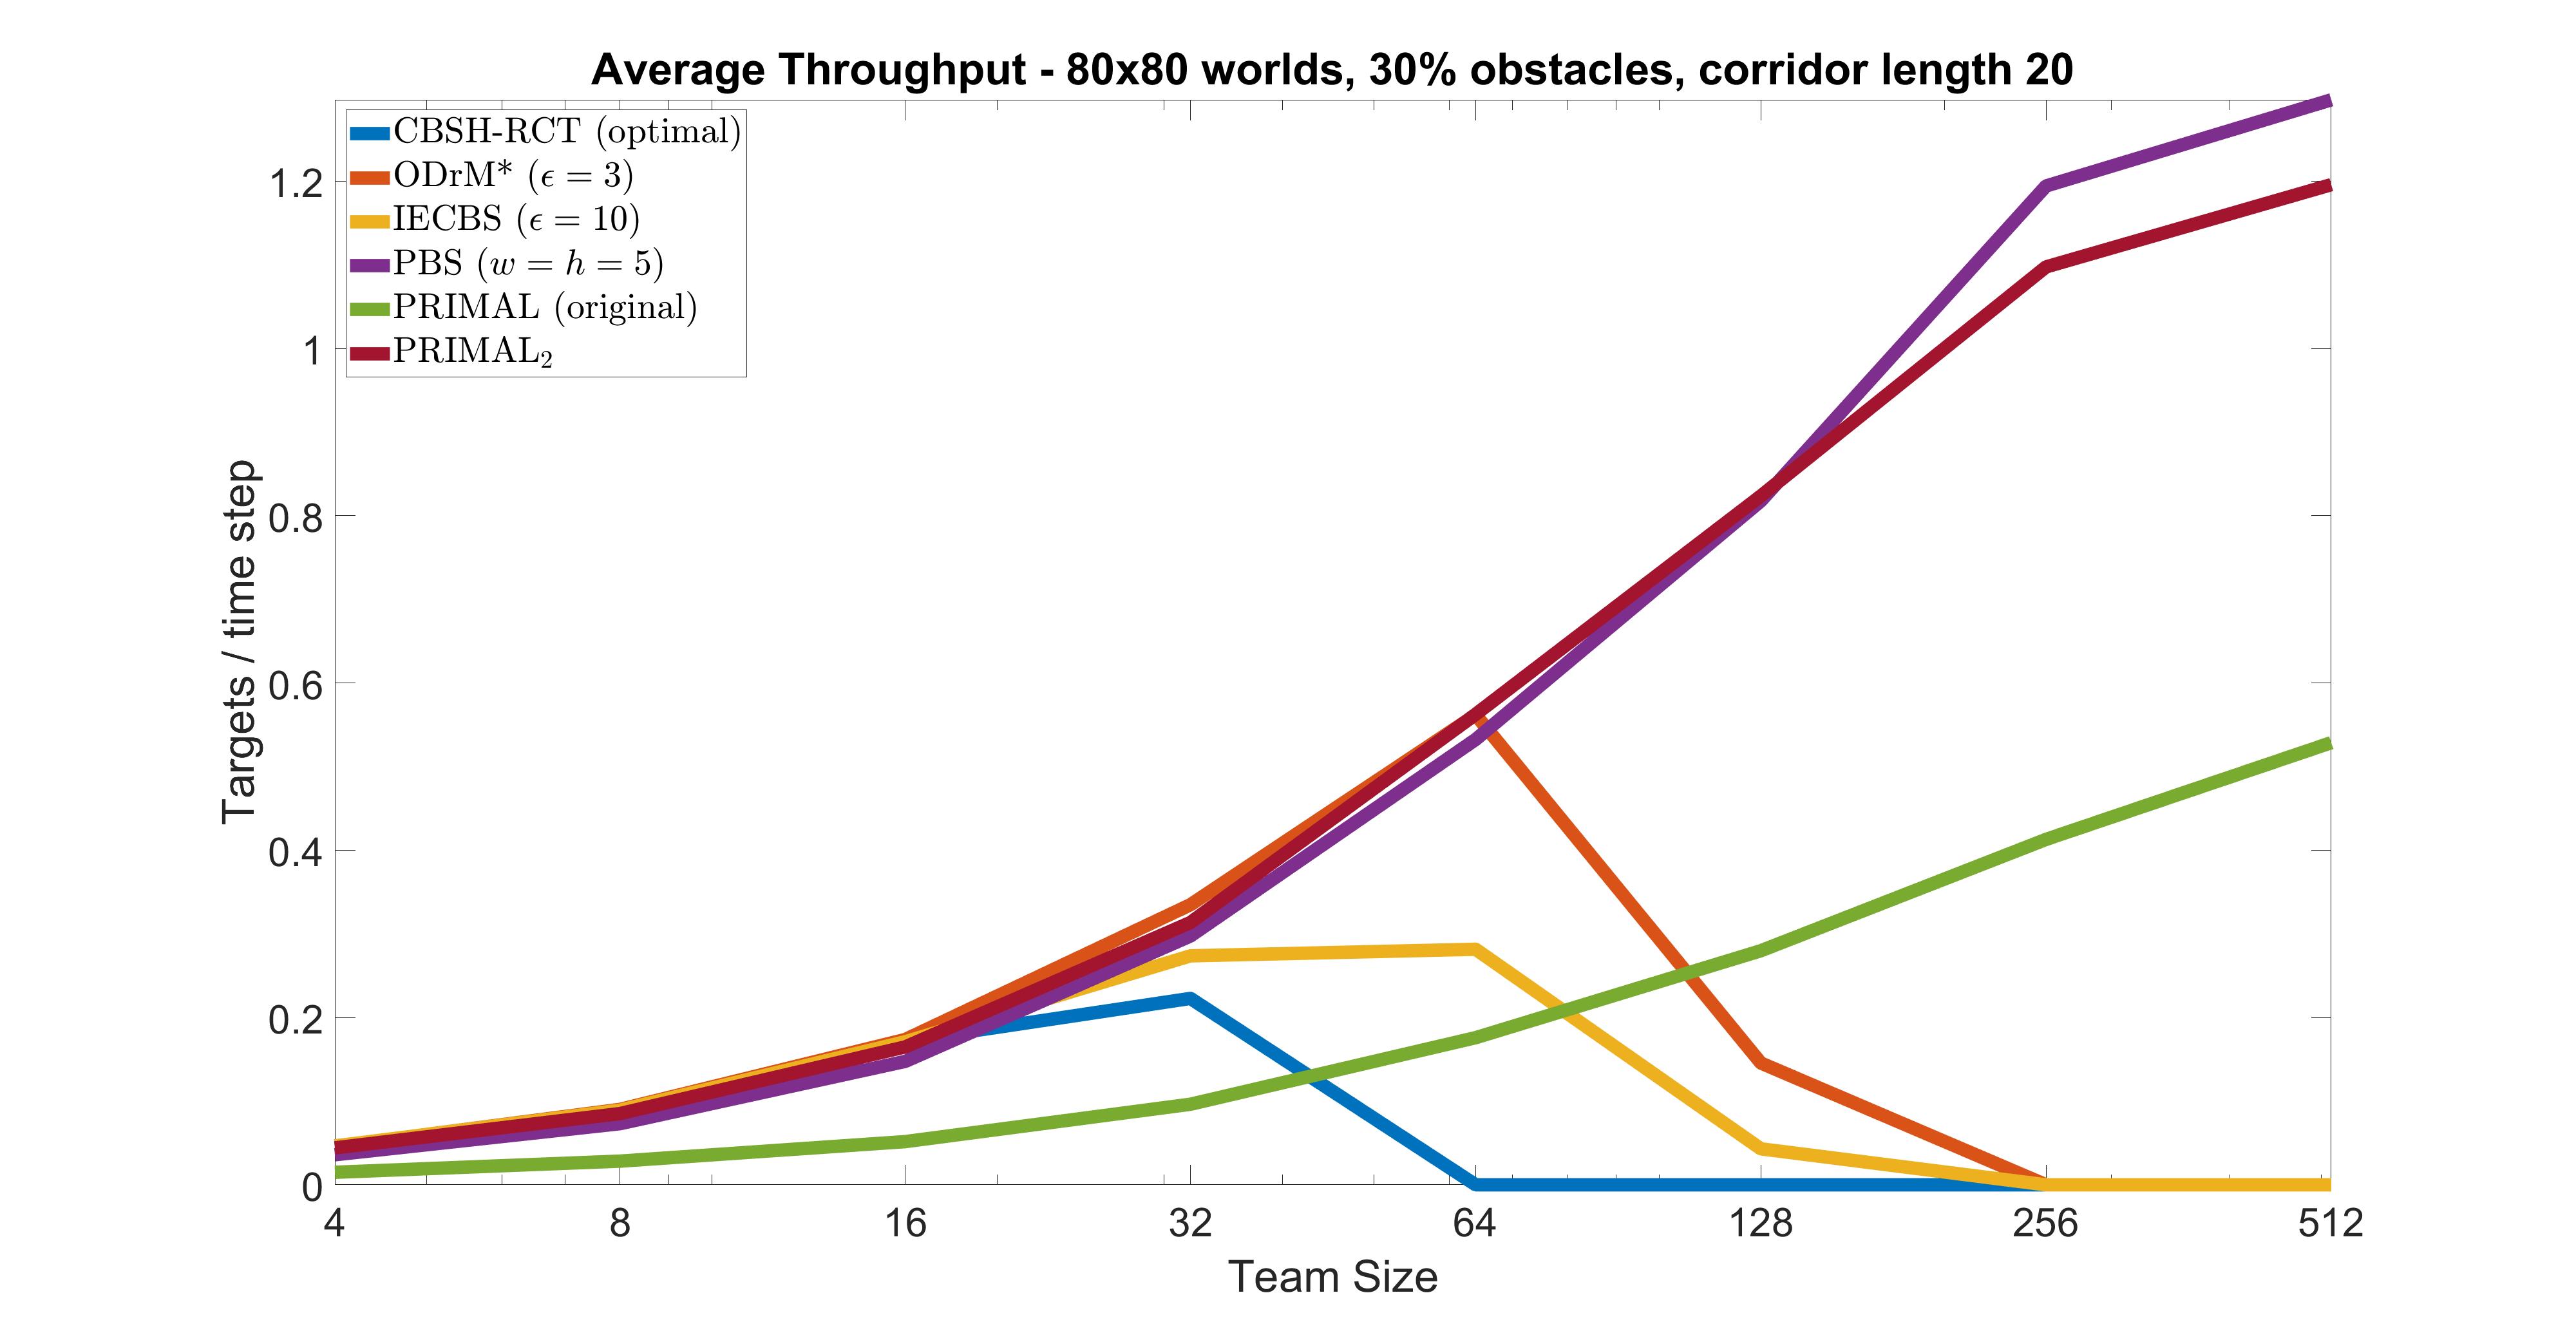 Average Throughput - 80x80 worlds, 30% obstacles, corridor length 20
CBSH-RCT (optimal)
ODrM* (ϵ = 3)
IECBS (ϵ = 10)
PBS (w = h = 5)
PRIMAL (original)
PRIMAL₂
Targets / time step
1.2
1
0.8
0.6
0.4
0.2
0
4 8 16 32 64 128 256 512
Team Size